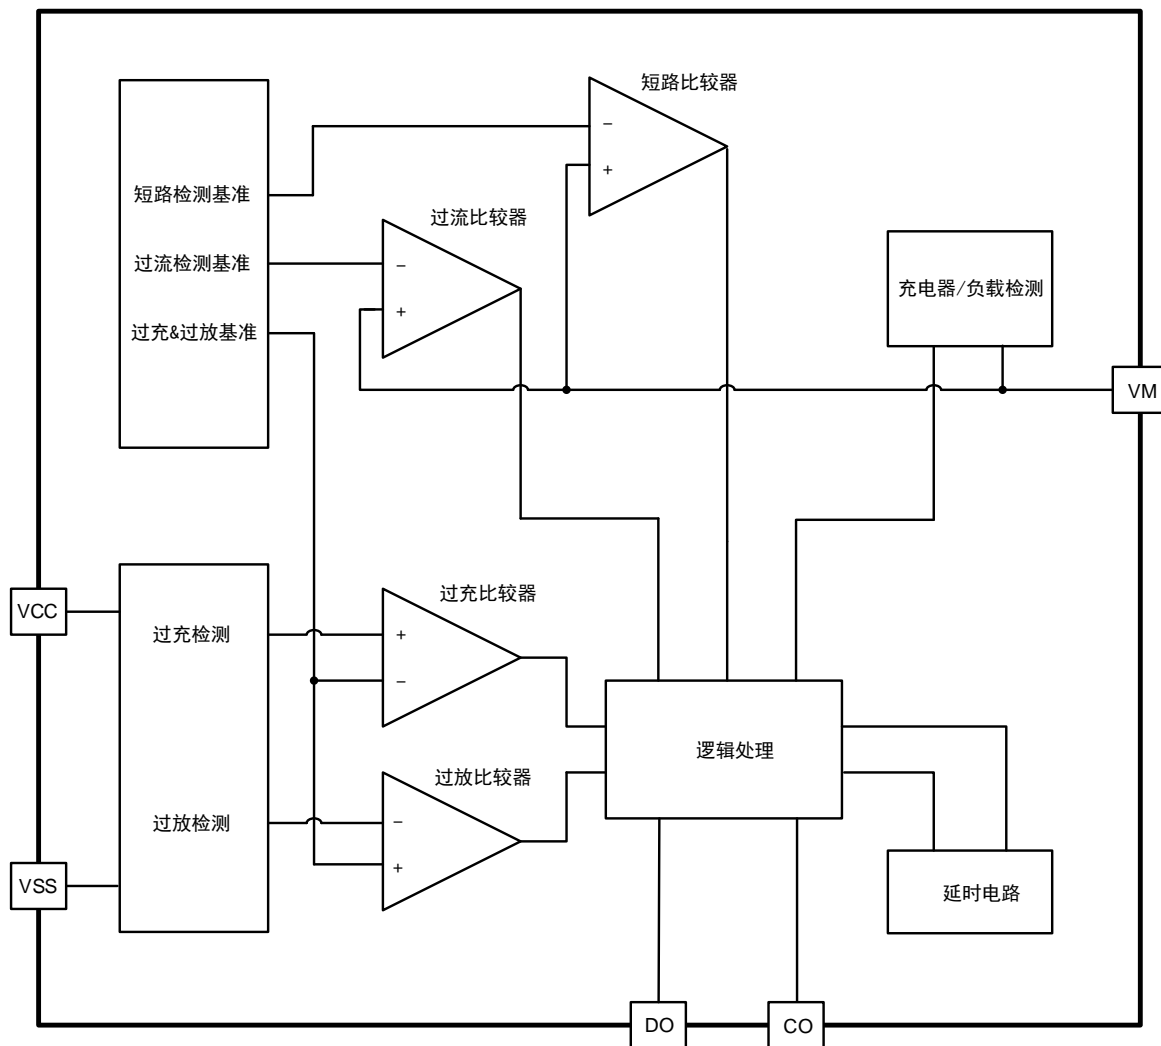 短路比较器
−
+
短路检测基准
过流比较器
过流检测基准
−
+
过充&过放基准
充电器/负载检测
VM
VCC
过充检测
过充比较器
+
−
逻辑处理
过放比较器
过放检测
−
+
VSS
延时电路
DO
CO